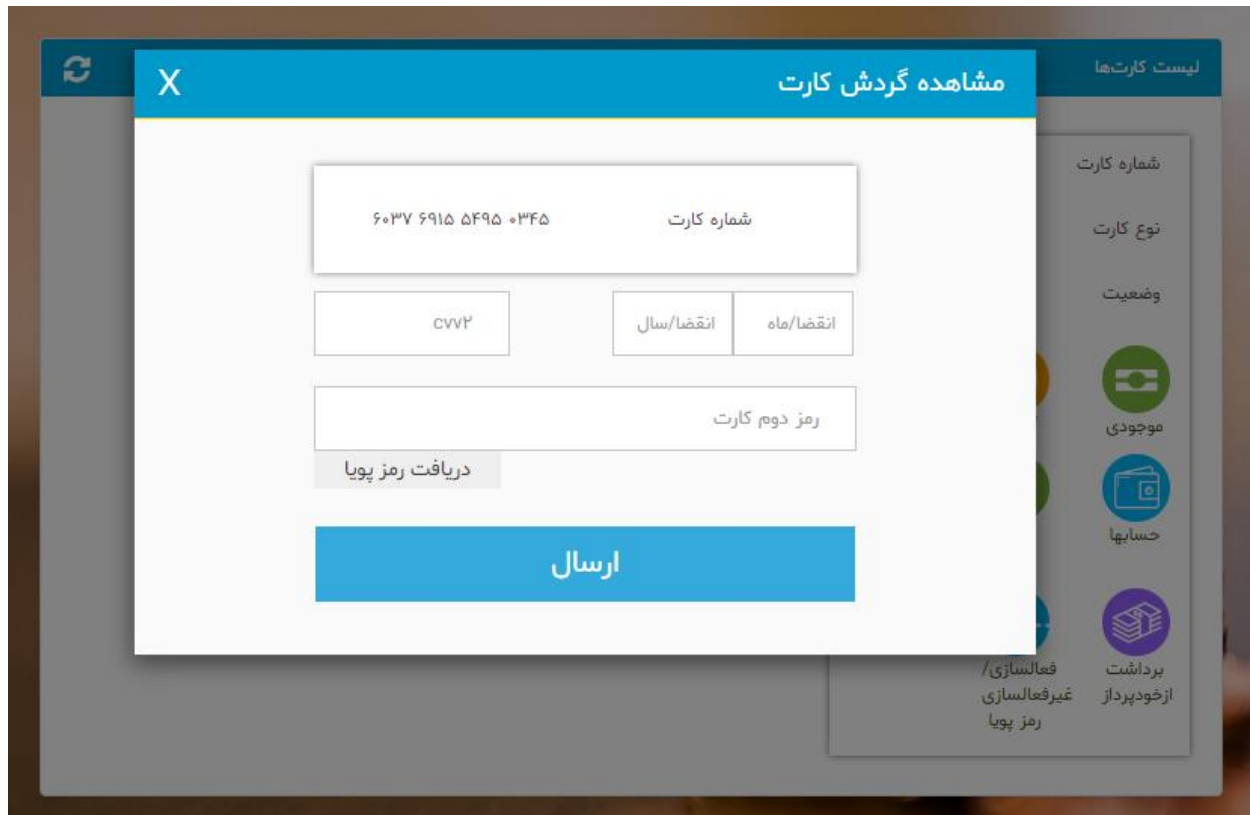 لیست کارت‌ها
مشاهده گردش کارت
X
شماره کارت
۶۰۳۷ ۶۹۱۵ ۵۴۹۵ ۰۳۴۵
انقضا/ماه
انقضا/سال
cvv۲
رمز دوم کارت
دریافت رمز پویا
ارسال
شماره کارت
نوع کارت
وضعیت
موجودی
حسابها
برداشت
ازخودپرداز
فعالسازی/
غیرفعالسازی
رمز پویا